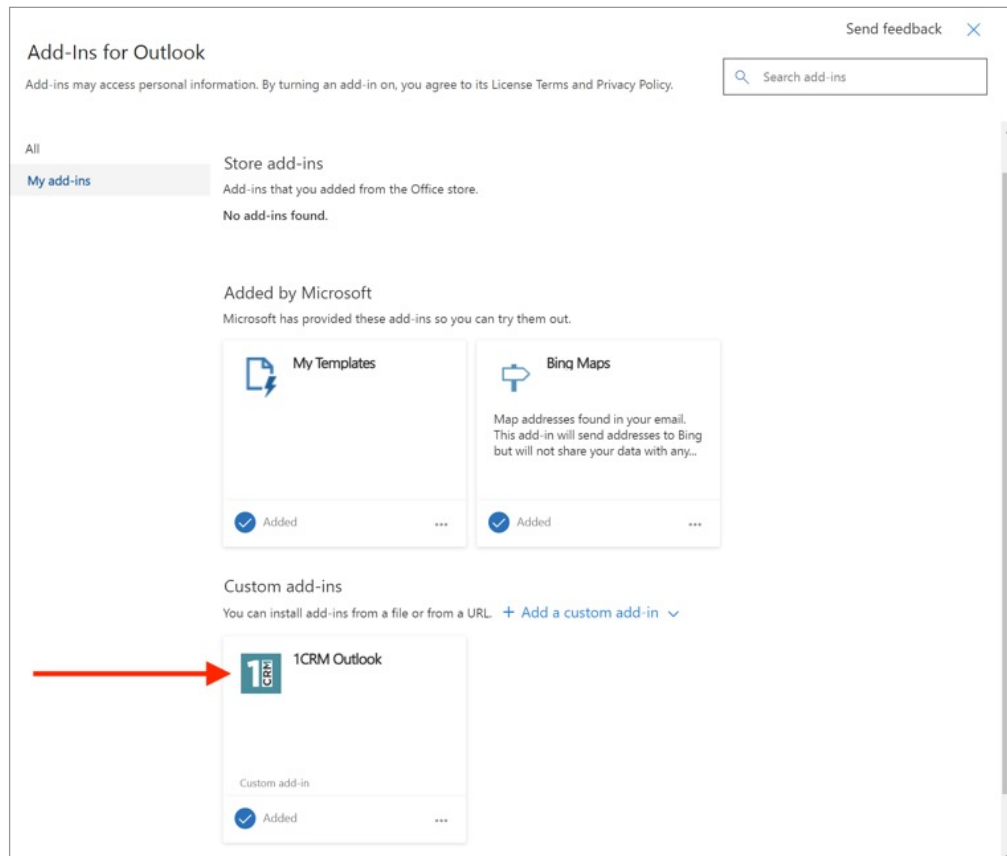 Send feedback
Add-Ins for Outlook
Search add-ins
Add-ins may access personal information. By turning an add-in on, you agree to its License Terms and Privacy Policy.
All
My add-ins
Store add-ins
Add-ins that you added from the Office store.
No add-ins found.
Added by Microsoft
Microsoft has provided these add-ins so you can try them out.
My Templates
Added
...
Bing Maps
Map addresses found in your email.
This add-in will send addresses to Bing
but will not share your data with any...
Added
...
Custom add-ins
You can install add-ins from a file or from a URL. + Add a custom add-in
1CRM
1CRM Outlook
Custom add-in
Added
...